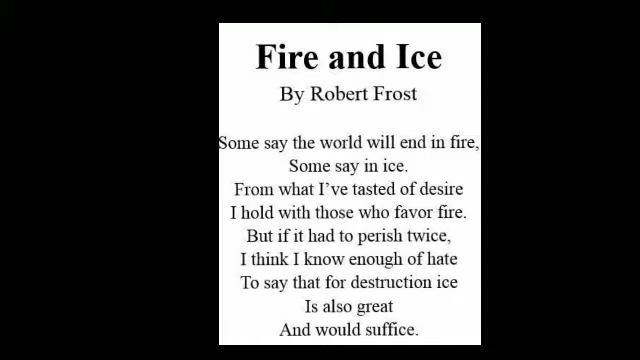 Fire and Ice
By Robert Frost
Some say the world will end in fire,
Some say in ice.
From what I’ve tasted of desire
I hold with those who favor fire.
But if it had to perish twice,
I think I know enough of hate
To say that for destruction ice
Is also great
And would suffice.